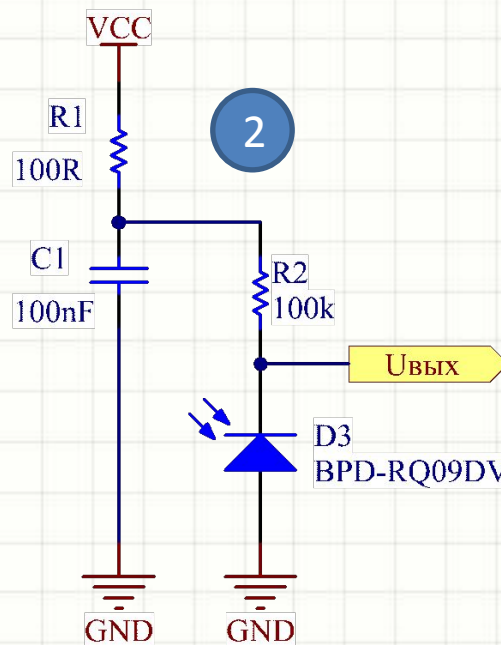 VCC
R1
100R
2
C1
100nF
R2
100k
Uвых
D3
BPD-RQ09DV
GND
GND